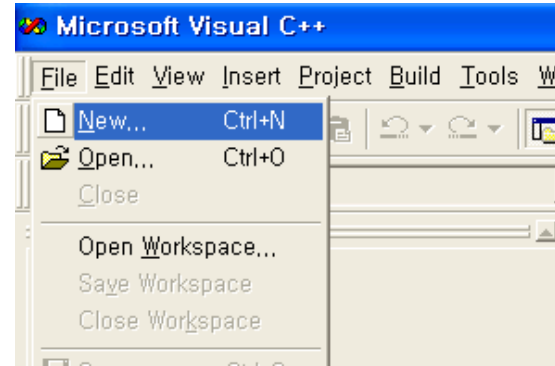 Microsoft Visual C++
File Edit View Insert Project Build Tools W
New... Ctrl+N
Open... Ctrl+O
Close
Open Workspace...
Save Workspace
Close Workspace